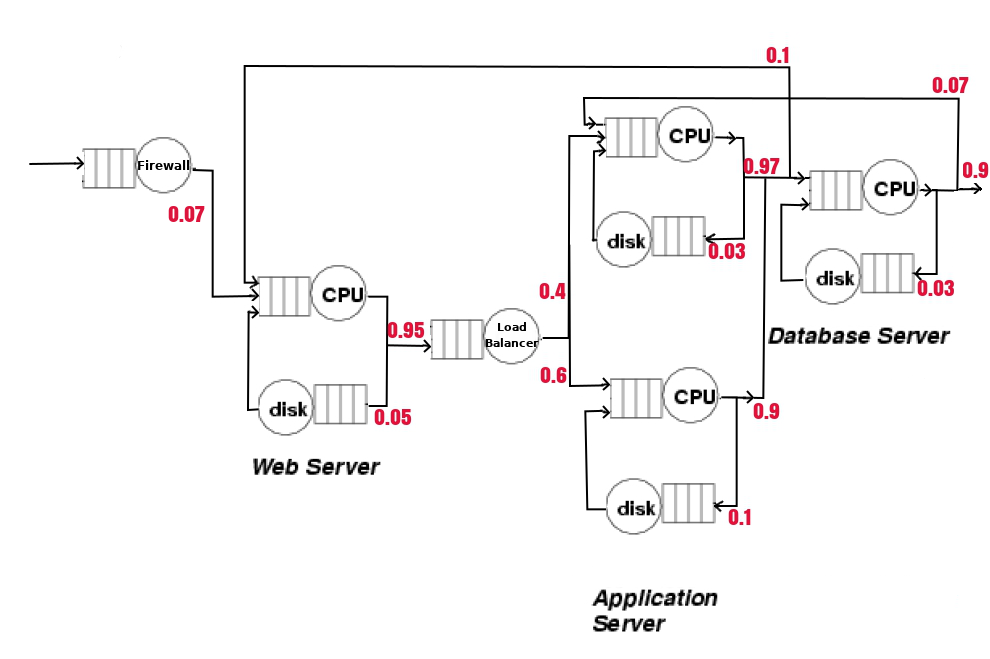 0.1
0.07
CPU
Firewall
0.97
0.9
CPU
0.07
disk
0.03
disk
0.03
CPU
0.4
0.95
Load
Balancer
Database Server
0.6
CPU
0.9
disk
0.05
Web Server
disk
0.1
Application
Server